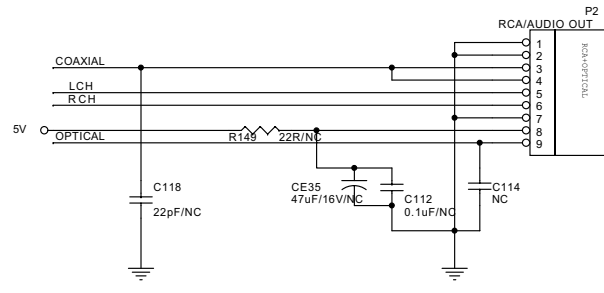 P2
RCA/AUDIO OUT
RCA+OPTICAL
COAXIAL
LCH
RCH
5V
OPTICAL
R149 22R/NC
1
2
3
4
5
6
7
8
9
C118
22pF/NC
CE35
47uF/16V/NC
C112
0.1uF/NC
C114
NC